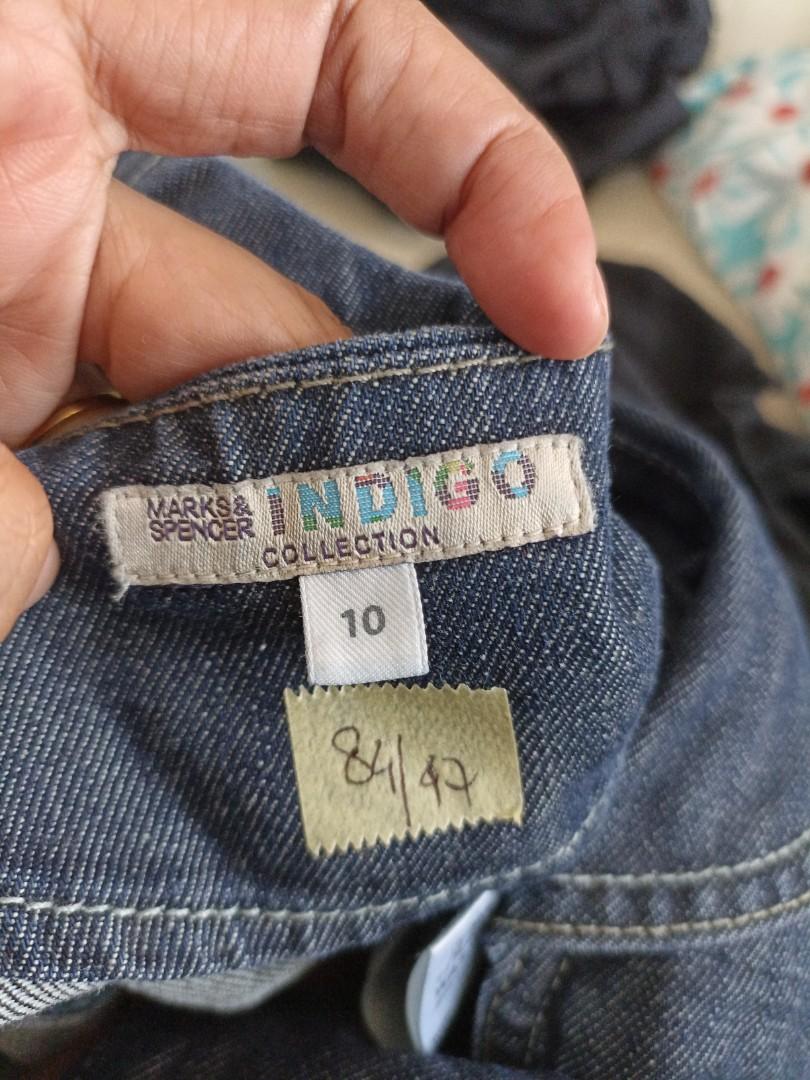 MARKS&
SPENCER
INDIGO
COLLECTION
10
84/47